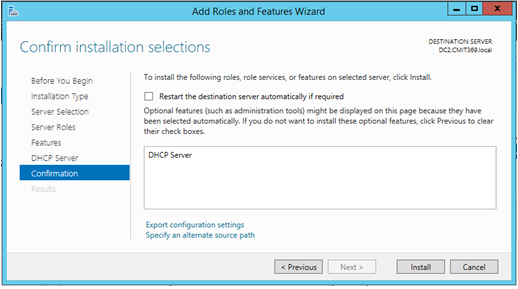 Add Roles and Features Wizard
Confirm installation selections
DESTINATION SERVER
DC2.CMIT369.local
Before You Begin
Installation Type
Server Selection
Server Roles
Features
DHCP Server
Confirmation
Results
To install the following roles, role services, or features on selected server, click Install.
Restart the destination server automatically if required
Optional features (such as administration tools) might be displayed on this page because they have
been selected automatically. If you do not want to install these optional features, click Previous to clear
their check boxes.
DHCP Server
Export configuration settings
Specify an alternate source path
< Previous
Next >
Install
Cancel